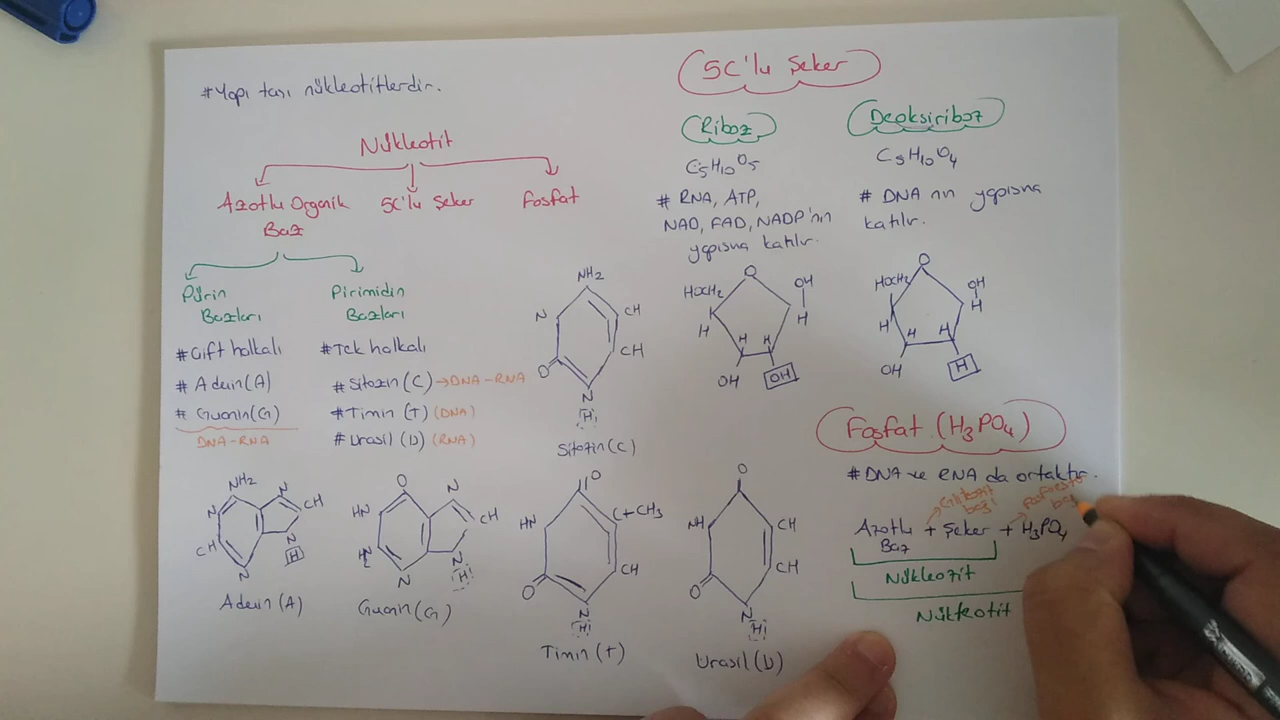 #Yapı taşı nükleotitlerdir.
Nükleotit
Azotlu Organik
Baz
5C'lu Şeker
Fosfat
Pürin
Bazları
#Çift halkalı
#Adenin(A)
# Guanin(G)
DNA-RNA
Pirimidin
Bazları
#Tek halkalı
#Sitozin(C)→DNA-RNA
#Timin(T)(DNA)
#Urasil(U)(RNA)
NH2
N
CH
CH
O
N
H
Sitozin(C)
NH2
N
N
CH
CH
N
N
H
Adenin(A)
O
HN
N
CH
N
N
N
H
Guanin(G)
O
HN
C+CH3
CH
O
N
H
Timin(T)
O
NH
CH
CH
O
N
H
Urasil(U)
5C'lu Şeker
Riboz
C5H10O5
# RNA, ATP,
NAD, FAD, NADP'nin
yapısına katılır.
O
HOCH2
OH
H
H
H
H
OH
OH
Deoksiriboz
C5H10O4
# DNA nın yapısına
katılır.
O
HOCH2
OH
H
H
H
H
OH
H
Fosfat (H3PO4)
#DNA ve RNA da ortaktır.
Glikozit
bağı
Fosfoester
bağı
Azotlu + Şeker + H3PO4
Baz
Nükleozit
Nükleotit